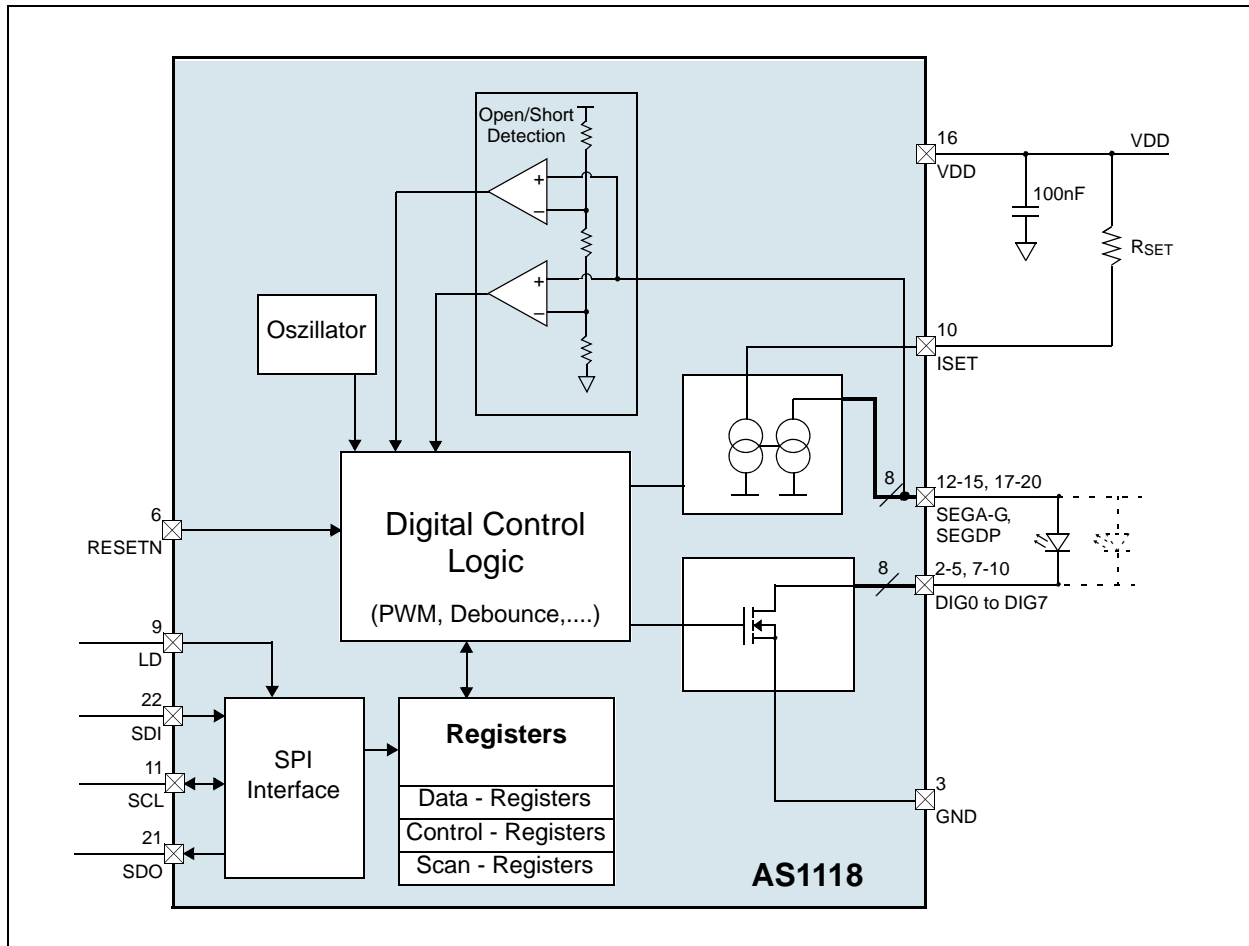 Open/Short
Detection
+
−
+
−
16
VDD
VDD
100nF
RSET
Oszillator
10
ISET
8
12-15, 17-20
SEGA-G,
SEGDP
6
RESETN
Digital Control
Logic
(PWM, Debounce,....)
8
2-5, 7-10
DIG0 to DIG7
9
LD
22
SDI
11
SCL
21
SDO
SPI
Interface
Registers
Data - Registers
Control - Registers
Scan - Registers
3
GND
AS1118